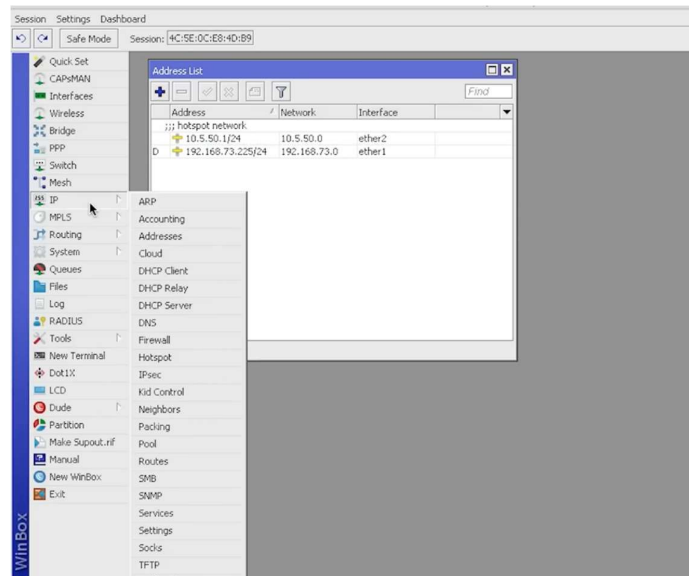 Session Settings Dashboard
Safe Mode Session: 4C:5E:0C:E8:4D:B9
Quick Set
CAPsMAN
Interfaces
Wireless
Bridge
PPP
Switch
Mesh
IP
MPLS
Routing
System
Queues
Files
Log
RADIUS
Tools
New Terminal
Dot1X
LCD
Dude
Partition
Make Supout.rif
Manual
New WinBox
Exit
WinBox
ARP
Accounting
Addresses
Cloud
DHCP Client
DHCP Relay
DHCP Server
DNS
Firewall
Hotspot
IPsec
Kid Control
Neighbors
Packing
Pool
Routes
SMB
SNMP
Services
Settings
Socks
TFTP
Address List
Find
Address Network Interface
;;; hotspot network
10.5.50.1/24 10.5.50.0 ether2
D 192.168.73.225/24 192.168.73.0 ether1